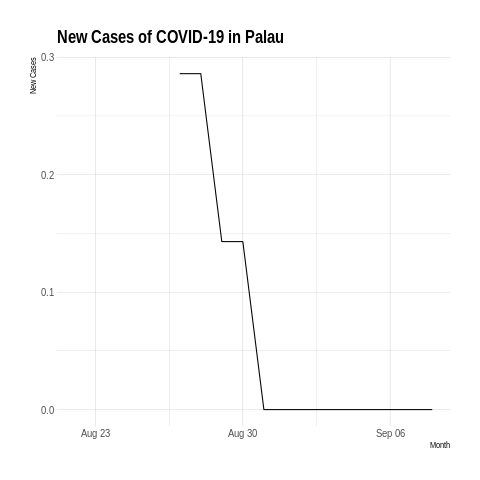 New Cases of COVID-19 in Palau
New Cases
0.3
0.2
0.1
0.0
Aug 23
Aug 30
Sep 06
Month